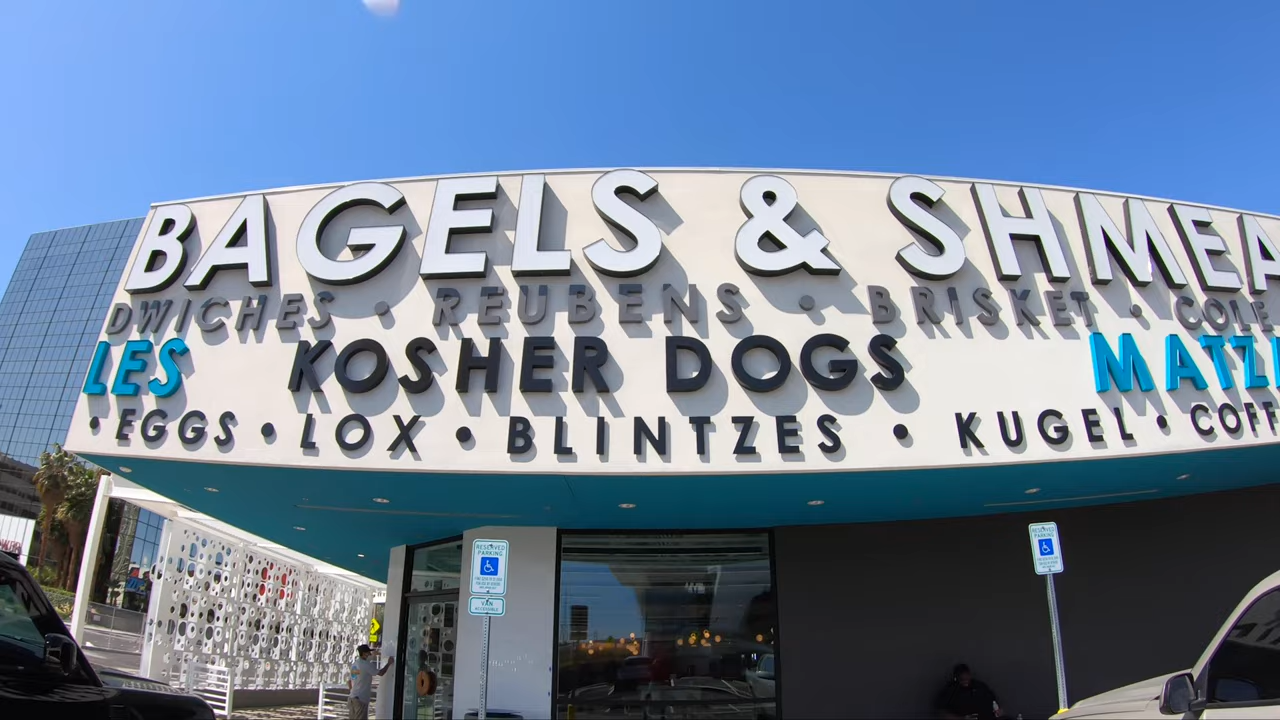 BAGELS & SHMEA
DWICHES • REUBENS • BRISKET • COLE
LES KOSHER DOGS MATZ
• EGGS • LOX • BLINTZES • KUGEL • COFF
RESERVED
PARKING
VAN
ACCESSIBLE
RESERVED
PARKING